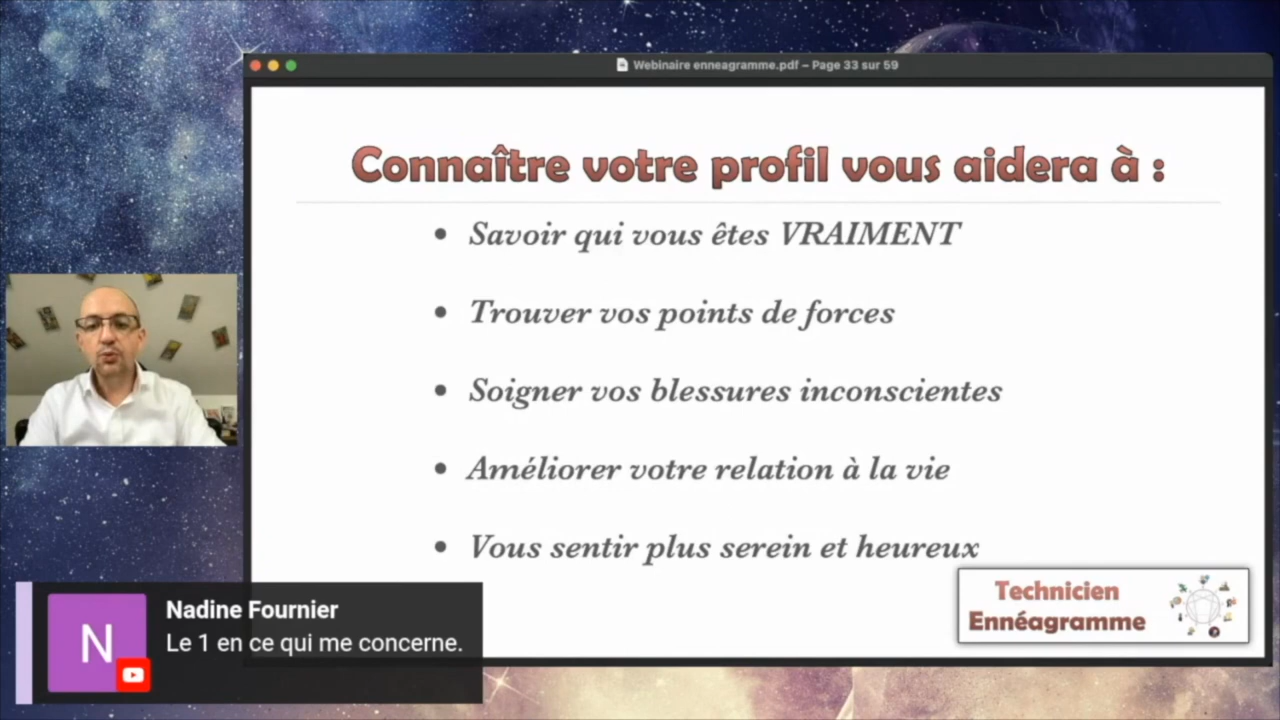 Webinaire enneagramme.pdf – Page 33 sur 59
Connaître votre profil vous aidera à :
• Savoir qui vous êtes VRAIMENT
• Trouver vos points de forces
• Soigner vos blessures inconscientes
• Améliorer votre relation à la vie
• Vous sentir plus serein et heureux
Technicien
Ennéagramme
N
Nadine Fournier
Le 1 en ce qui me concerne.